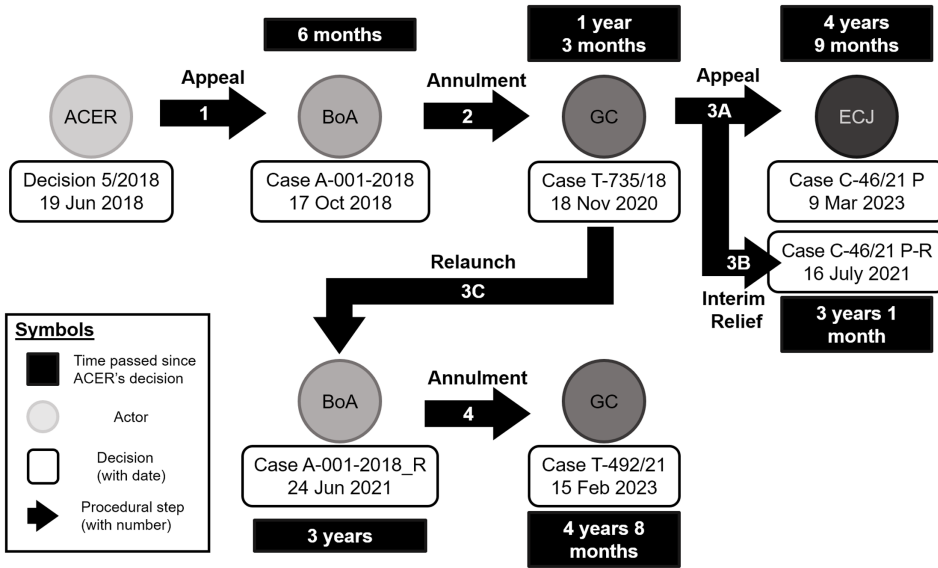 6 months
1 year
3 months
4 years
9 months
Appeal
Annulment
Appeal
ACER
1
BoA
2
GC
3A
ECJ
Decision 5/2018
19 Jun 2018
Case A-001-2018
17 Oct 2018
Case T-735/18
18 Nov 2020
Case C-46/21 P
9 Mar 2023
Relaunch
3C
3B
Case C-46/21 P-R
16 July 2021
Interim
Relief
3 years 1
month
Symbols
Time passed since
ACER's decision
Actor
Decision
(with date)
Procedural step
(with number)
BoA
Annulment
4
GC
Case A-001-2018_R
24 Jun 2021
Case T-492/21
15 Feb 2023
3 years
4 years 8
months